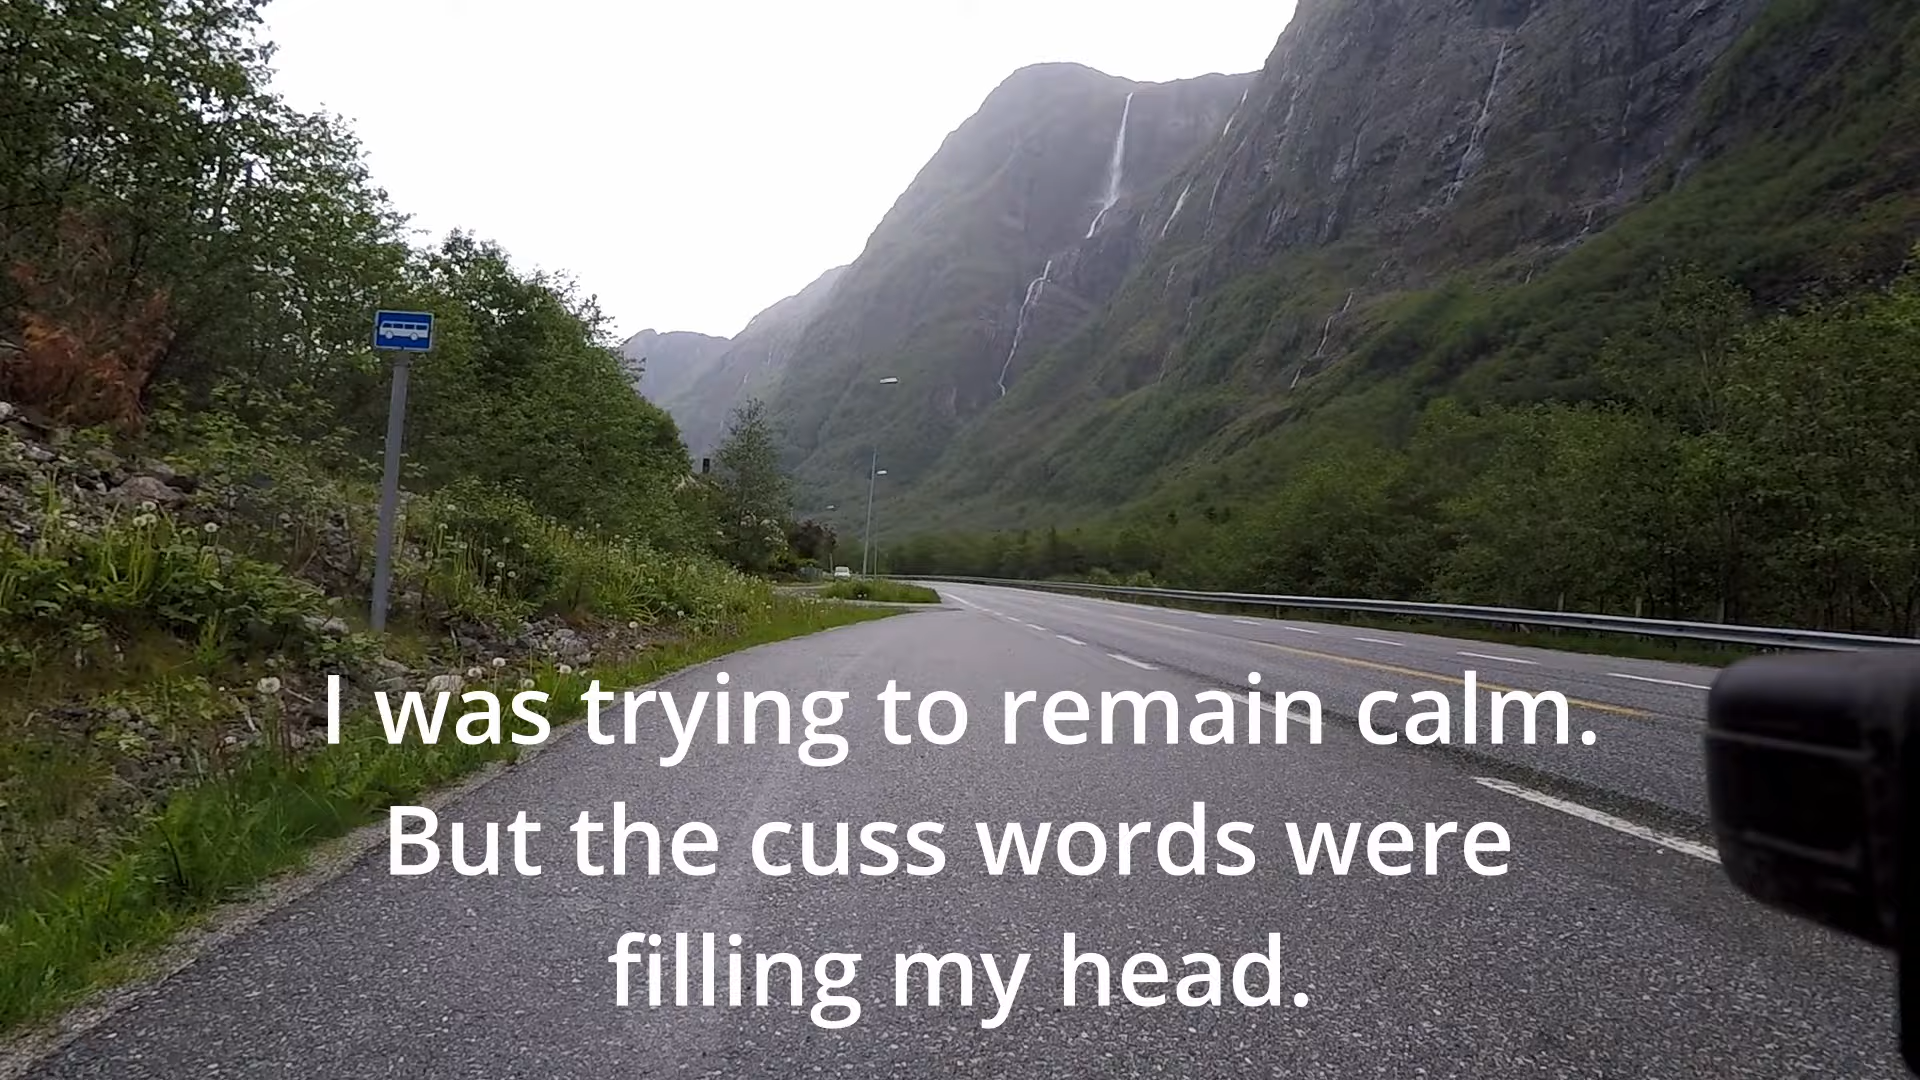 I was trying to remain calm.
But the cuss words were
filling my head.